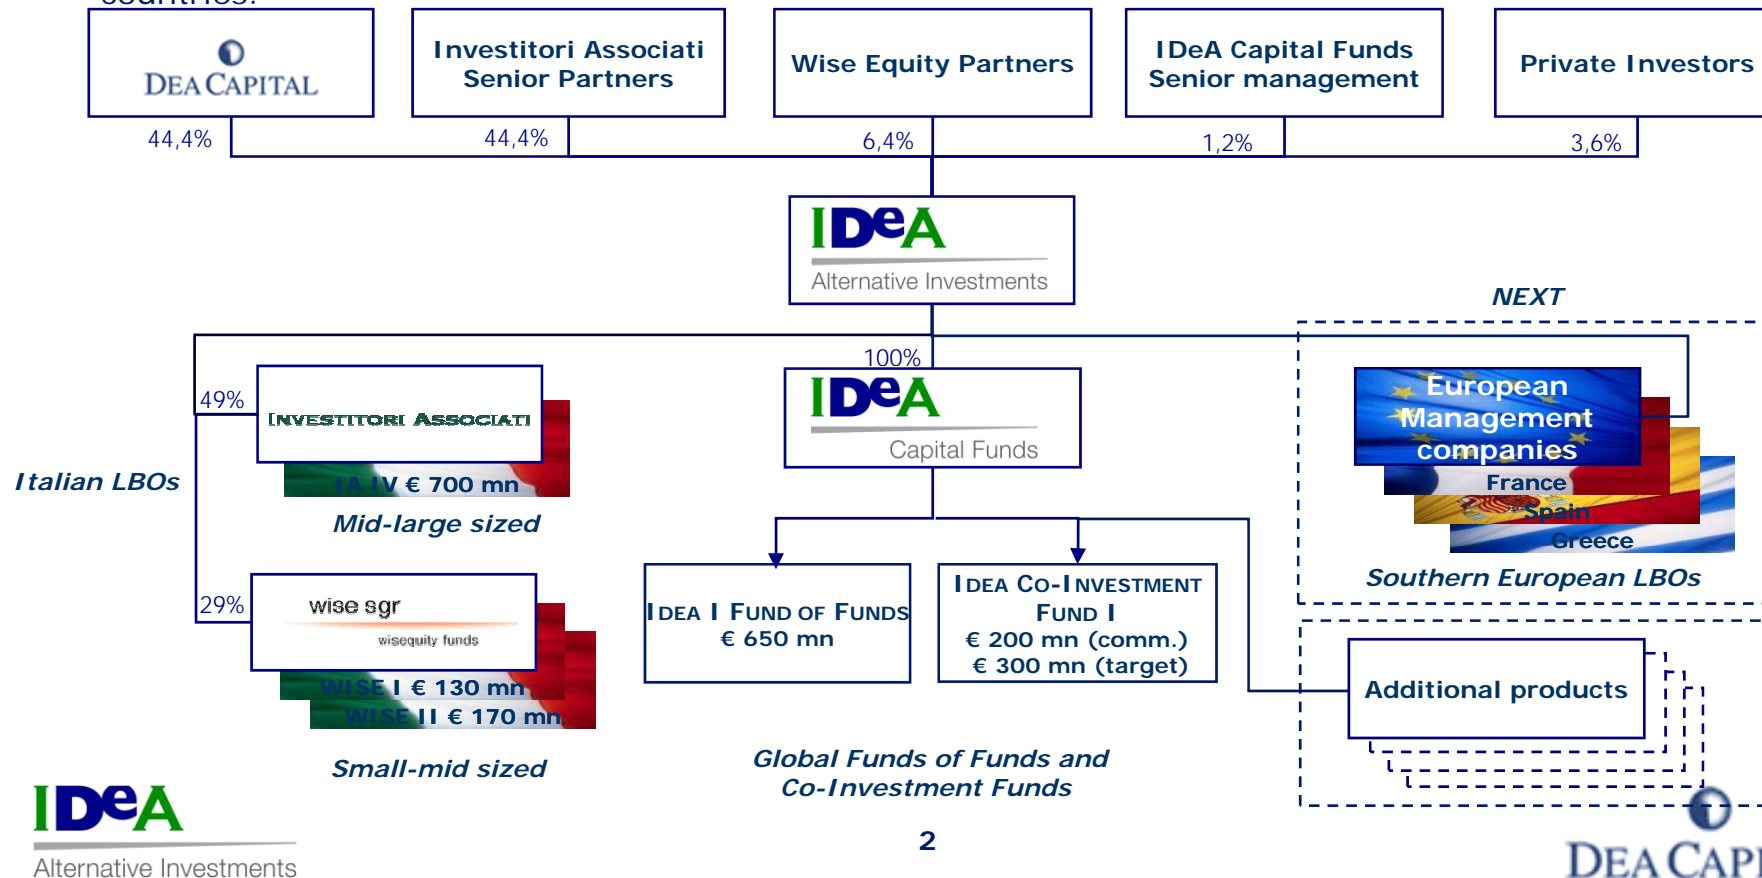 countries.
DEA CAPITAL
Investitori Associati
Senior Partners
Wise Equity Partners
IDeA Capital Funds
Senior management
Private Investors
44,4%
44,4%
6,4%
1,2%
3,6%
IDeA
Alternative Investments
NEXT
100%
49%
INVESTITORI ASSOCIATI
IDeA
Capital Funds
European
Management
companies
Italian LBOs
IA IV € 700 mn
France
Mid-large sized
Spain
Greece
Southern European LBOs
29%
wise sgr
wisequity funds
IDEA I FUND OF FUNDS
€ 650 mn
IDEA CO-INVESTMENT
FUND I
€ 200 mn (comm.)
€ 300 mn (target)
WISE I € 130 mn
WISE II € 170 mn
Additional products
Small-mid sized
Global Funds of Funds and
Co-Investment Funds
IDeA
Alternative Investments
2
DEA CAPI